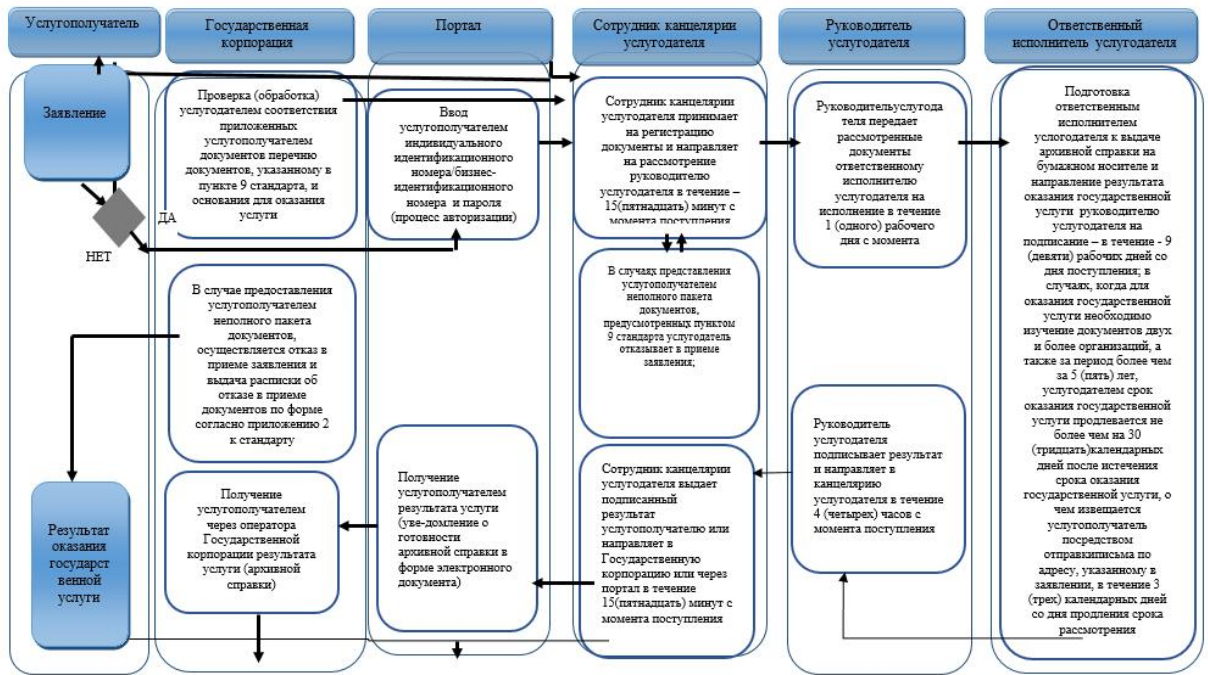 Услугополучатель
Государственная
корпорация
Портал
Сотрудник канцелярии
услугодателя
Руководитель
услугодателя
Ответственный
исполнитель услугодателя
Заявление
ДА
НЕТ
Результат
оказания
государст
венной
услуги
Проверка (обработка)
услугодателем соответствия
приложенных
услугополучателем
документов перечню
документов, указанному в
пункте 9 стандарта, и
основания для оказания
услуги
В случае предоставления
услугополучателем
неполного пакета
документов,
осуществляется отказ в
приеме заявления и
выдача расписки об
отказе в приеме
документов по форме
согласно приложению 2
к стандарту
Получение
услугополучателем
через оператора
Государственной
корпорации результата
услуги (архивной
справки)
Ввод
услугополучателем
индивидуального
идентификационного
номера/бизнес-
идентификационного
номера и пароля
(процесс авторизации)
Получение
услугополучателем
результата услуги
(уве-домление о
готовности
архивной справки в
форме электронного
документа)
Сотрудник канцелярии
услугодателя принимает
на регистрацию
документы и направляет
на рассмотрение
руководителю
услугодателя в течение –
15(пятнадцать) минут с
момента поступления
В случаях представления
услугополучателем
неполного пакета
документов,
предусмотренных пунктом
9 стандарта услугодатель
отказывает в приеме
заявления;
Сотрудник канцелярии
услугодателя выдает
подписанный
результат
услугополучателю или
направляет в
Государственную
корпорацию или через
портал в течение
15(пятнадцать) минут с
момента поступления
Руководительуслугода
теля передает
рассмотренные
документы
ответственному
исполнителю
услугодателя на
исполнение в течение
1 (одного) рабочего
дня с момента
Руководитель
услугодателя
подписывает результат
и направляет в
канцелярию
услугодателя в течение
4 (четырех) часов с
момента поступления
Подготовка
ответственным
исполнителем
услогодателя к выдаче
архивной справки на
бумажном носителе и
направление результата
оказания государственной
услуги руководителю
услугодателя на
подписание – в течение - 9
(девяти) рабочих дней со
дня поступления; в
случаях, когда для
оказания государственной
услуги необходимо
изучение документов двух
и более организаций, а
также за период более чем
за 5 (пять) лет,
услугодателем срок
оказания государственной
услуги продлевается не
более чем на 30
(тридцать)календарных
дней после истечения
срока оказания
государственной услуги, о
чем извещается
услугополучатель
посредством
отправкиписьма по
адресу, указанному в
заявлении, в течение 3
(трех) календарных дней
со дня продления срока
рассмотрения